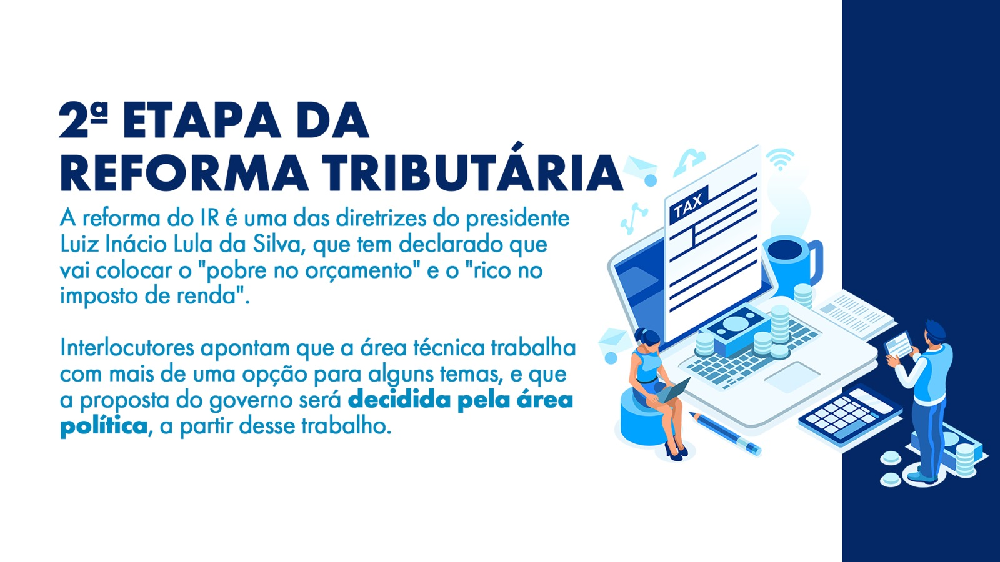 2ª ETAPA DA
REFORMA TRIBUTÁRIA
A reforma do IR é uma das diretrizes do presidente
Luiz Inácio Lula da Silva, que tem declarado que
vai colocar o "pobre no orçamento" e o "rico no
imposto de renda".
Interlocutores apontam que a área técnica trabalha
com mais de uma opção para alguns temas, e que
a proposta do governo será decidida pela área
política, a partir desse trabalho.
TAX